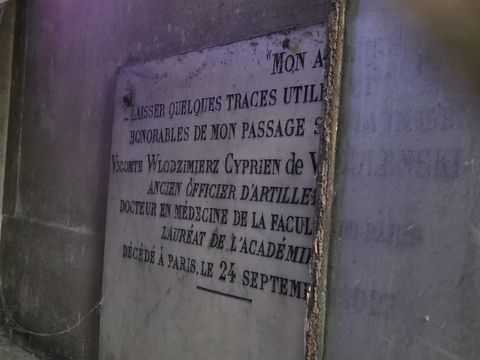 "MON A
LAISSER QUELQUES TRACES UTIL
HONORABLES DE MON PASSAGE S
VICOMTE WLODZIMIERZ CYPRIEN de V
ANCIEN OFFICIER D'ARTILLE
DOCTEUR EN MÉDECINE DE LA FACUL
LAURÉAT DE L'ACADÉMI
DÉCÉDÉ À PARIS, LE 24 SEPTEM